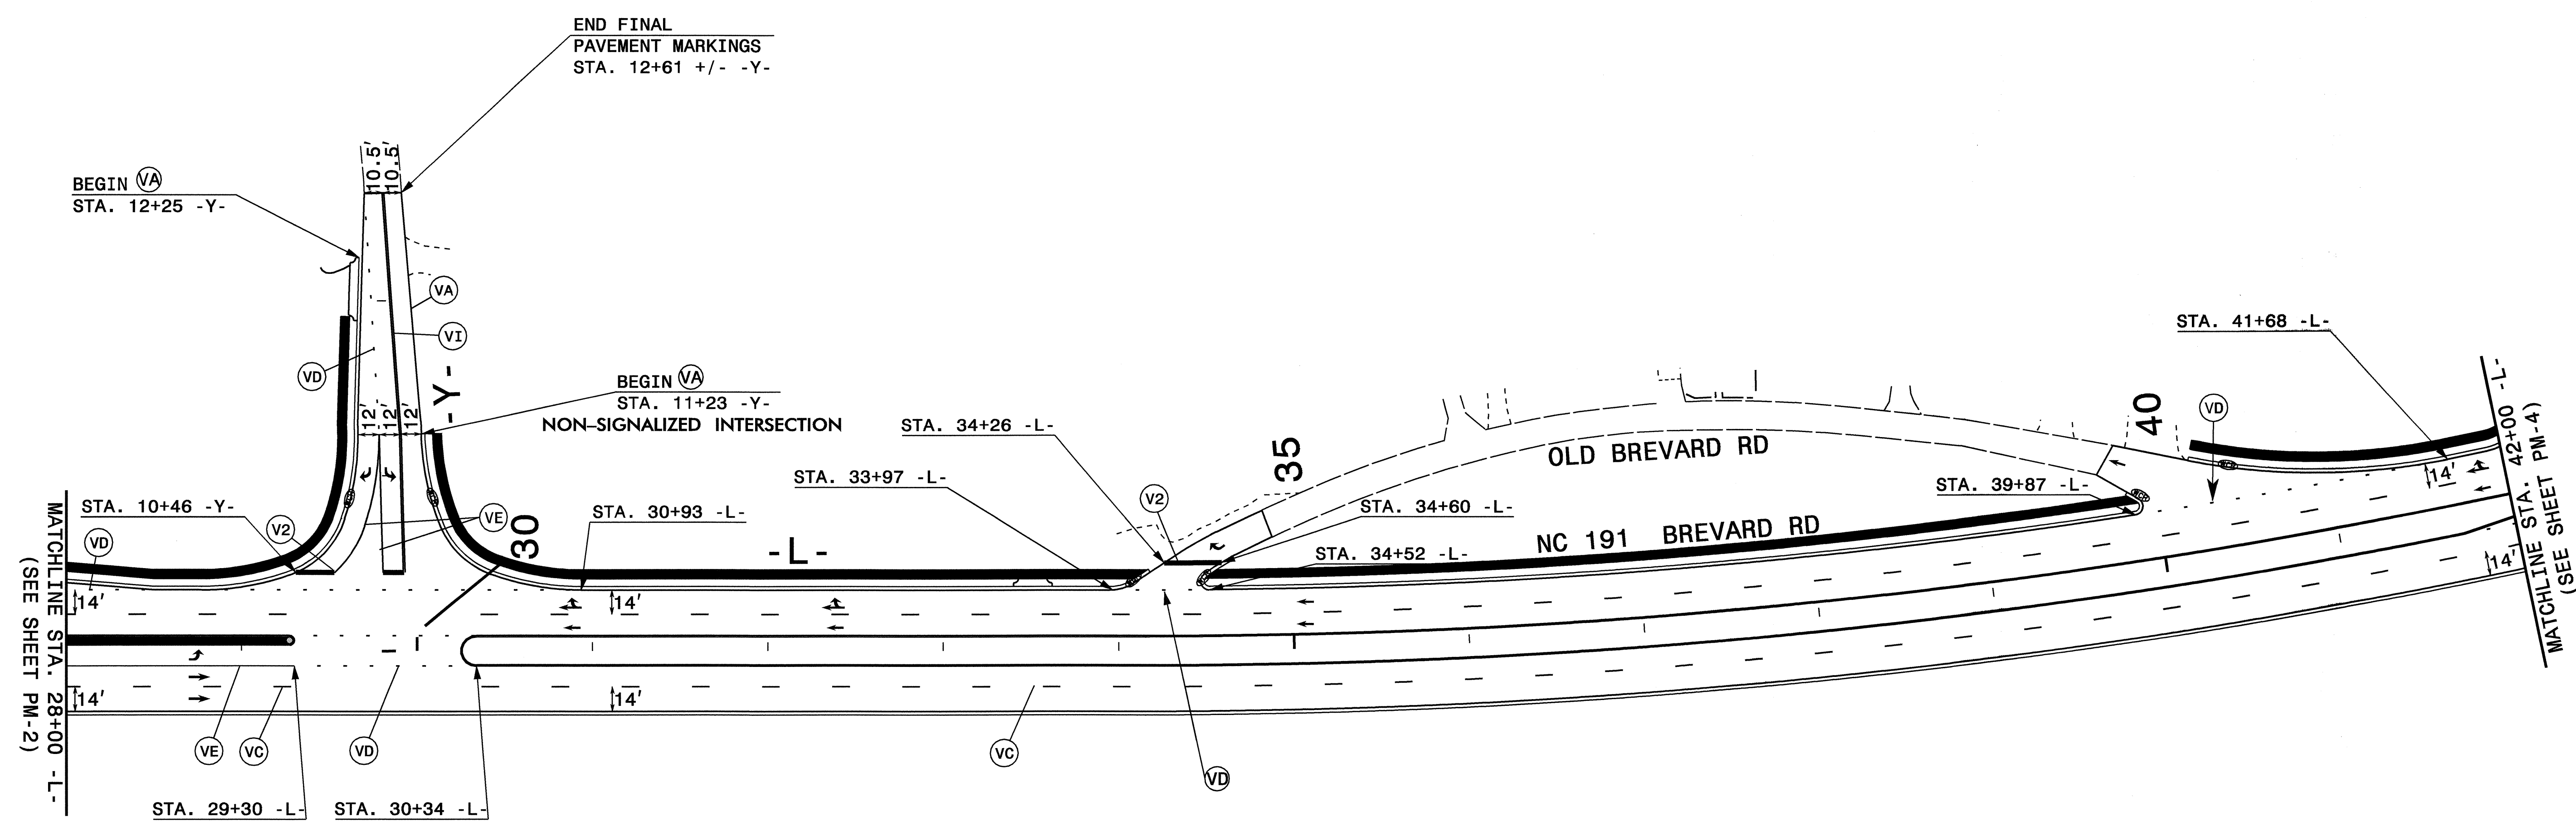 END FINAL
PAVEMENT MARKINGS
STA. 12+61 +/- -Y-
10.5'
10.5'
BEGIN VA
STA. 12+25 -Y-
VA
VI
VD
-Y-
BEGIN VA
STA. 11+23 -Y-
NON-SIGNALIZED INTERSECTION
12'
12'
12'
STA. 10+46 -Y-
V2
VE
VD
30
STA. 30+93 -L-
-L-
STA. 33+97 -L-
STA. 34+26 -L-
V2
35
STA. 34+60 -L-
STA. 34+52 -L-
OLD BREVARD RD
NC 191 BREVARD RD
STA. 39+87 -L-
40
VD
STA. 41+68 -L-
14'
14'
14'
14'
14'
14'
MATCHLINE STA. 28+00 -L-
(SEE SHEET PM-2)
MATCHLINE STA. 42+00 -L-
(SEE SHEET PM-4)
VE
VC
VD
VC
VD
STA. 29+30 -L-
STA. 30+34 -L-